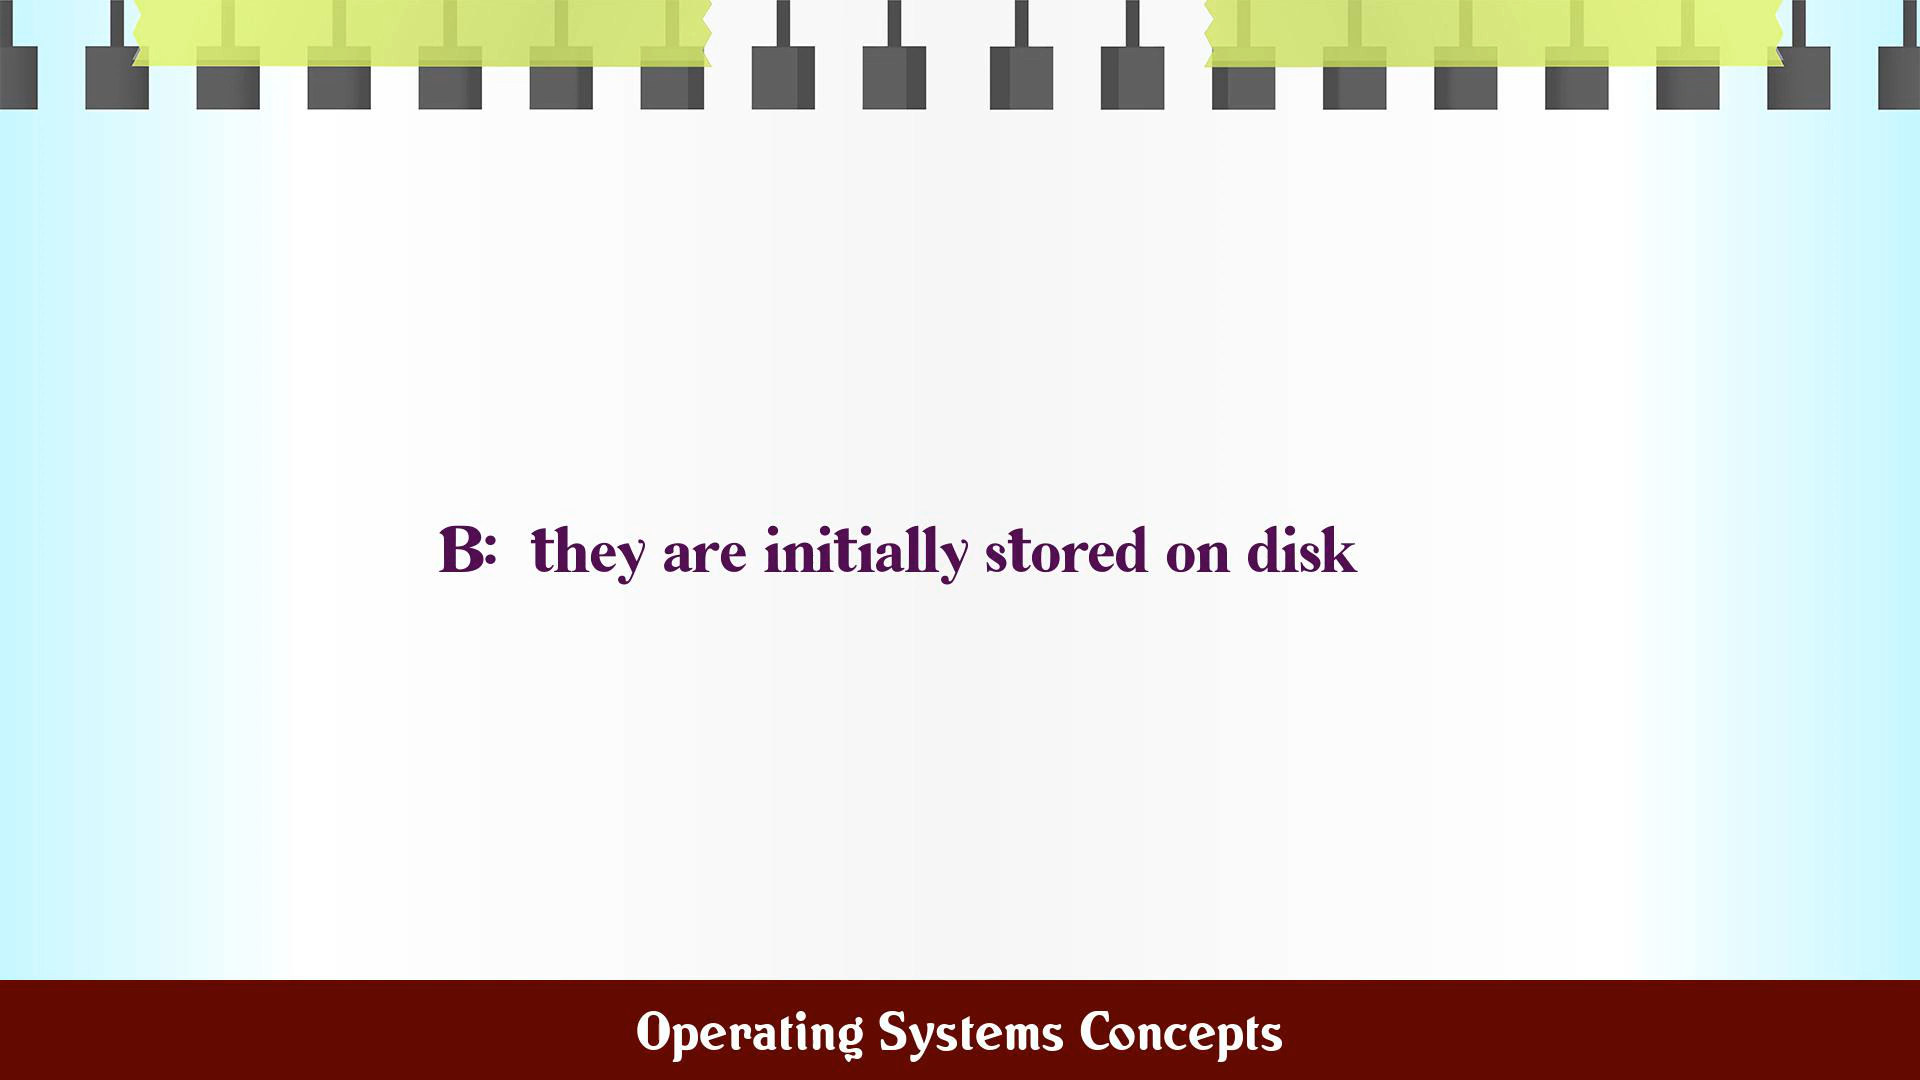 B:  they are initially stored on disk
Operating Systems Concepts